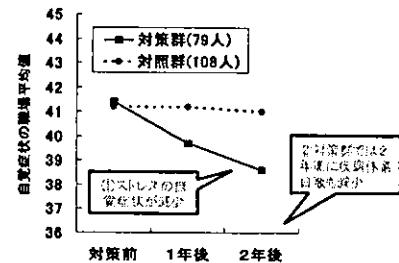 自覚症状の職場平均値
45
44
43
42
41
40
39
38
37
36
対策群(79人)
対照群(108人)
(1)ストレスの自
覚症状が減少
対策群では2
年後に疾病休業
日数も減少
対策前
1年後
2年後